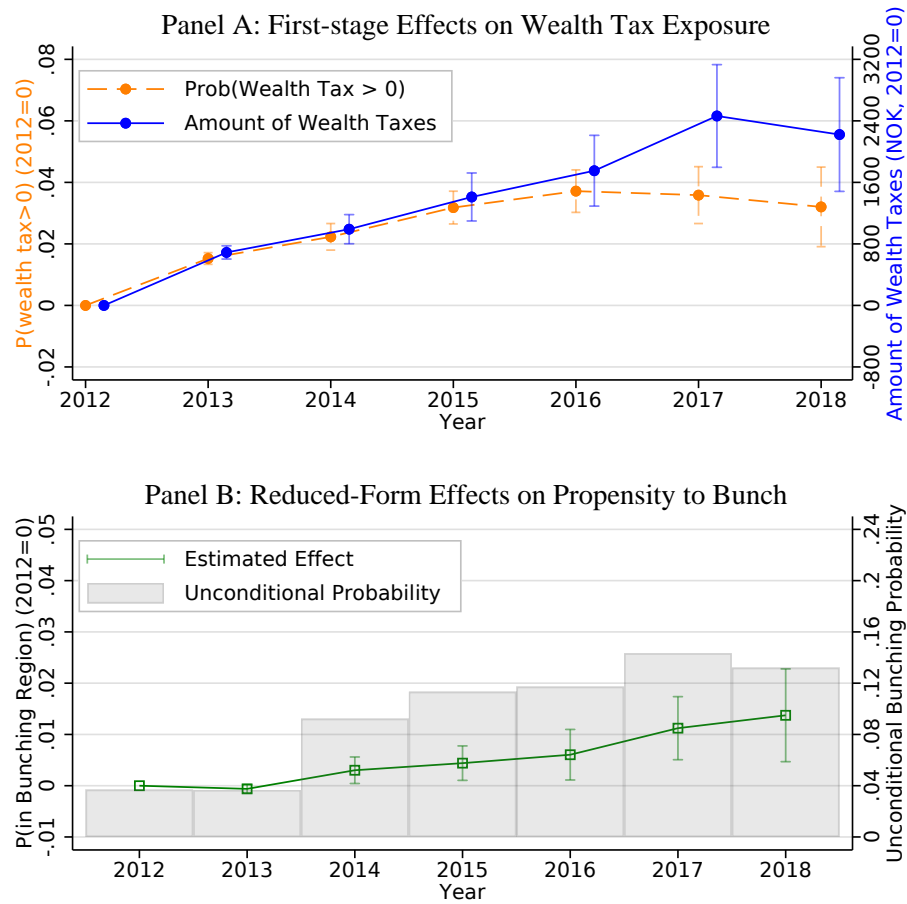 Panel A: First-stage Effects on Wealth Tax Exposure
P(wealth tax>0) (2012=0)
.08
.06
.04
.02
0
-.02
Prob(Wealth Tax > 0)
Amount of Wealth Taxes
3200
2400
1600
800
0
-800
Amount of Wealth Taxes (NOK, 2012=0)
2012 2013 2014 2015 2016 2017 2018
Year
Panel B: Reduced-Form Effects on Propensity to Bunch
P(in Bunching Region) (2012=0)
.05
.04
.03
.02
.01
0
-.01
Estimated Effect
Unconditional Probability
.24
.2
.16
.12
.08
.04
0
Unconditional Bunching Probability
2012 2013 2014 2015 2016 2017 2018
Year